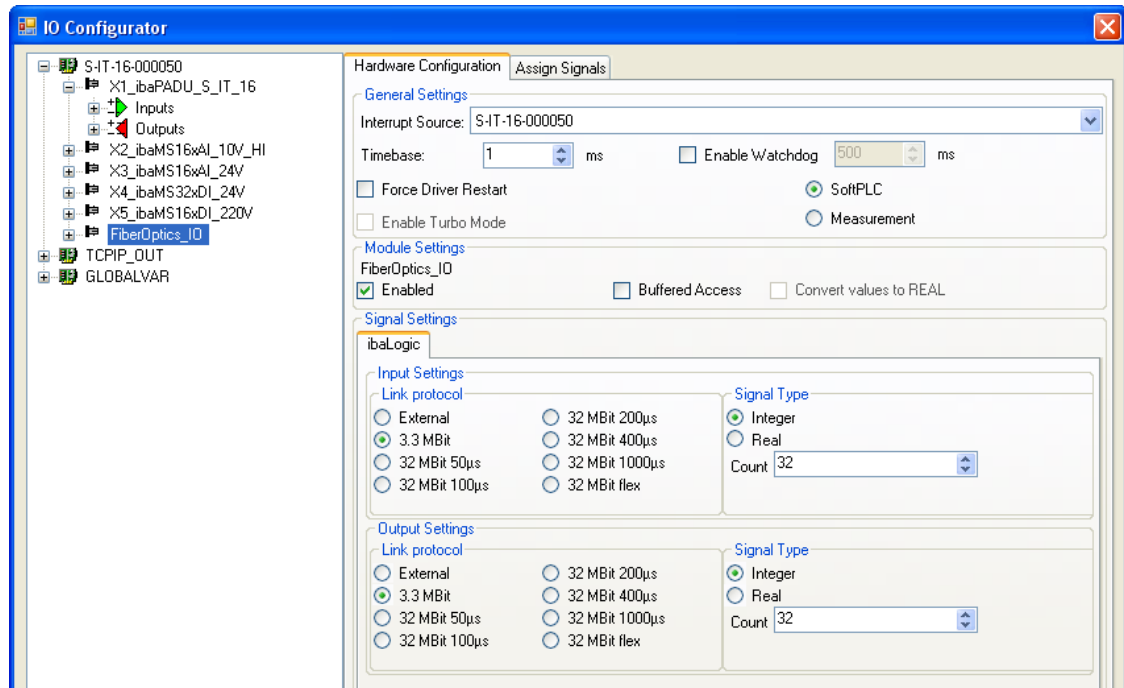 IO Configurator
S-IT-16-000050
X1_ibaPADU_S_IT_16
Inputs
Outputs
X2_ibaMS16xAI_10V_HI
X3_ibaMS16xAI_24V
X4_ibaMS32xDI_24V
X5_ibaMS16xDI_220V
FiberOptics_IO
TCPIP_OUT
GLOBALVAR
Hardware Configuration Assign Signals
General Settings
Interrupt Source: S-IT-16-000050
Timebase: 1 ms Enable Watchdog 500 ms
Force Driver Restart SoftPLC
Enable Turbo Mode Measurement
Module Settings
FiberOptics_IO
Enabled Buffered Access Convert values to REAL
Signal Settings
ibaLogic
Input Settings
Link protocol Signal Type
External 32 MBit 200µs Integer
3.3 MBit 32 MBit 400µs Real
32 MBit 50µs 32 MBit 1000µs Count 32
32 MBit 100µs 32 MBit flex
Output Settings
Link protocol Signal Type
External 32 MBit 200µs Integer
3.3 MBit 32 MBit 400µs Real
32 MBit 50µs 32 MBit 1000µs Count 32
32 MBit 100µs 32 MBit flex